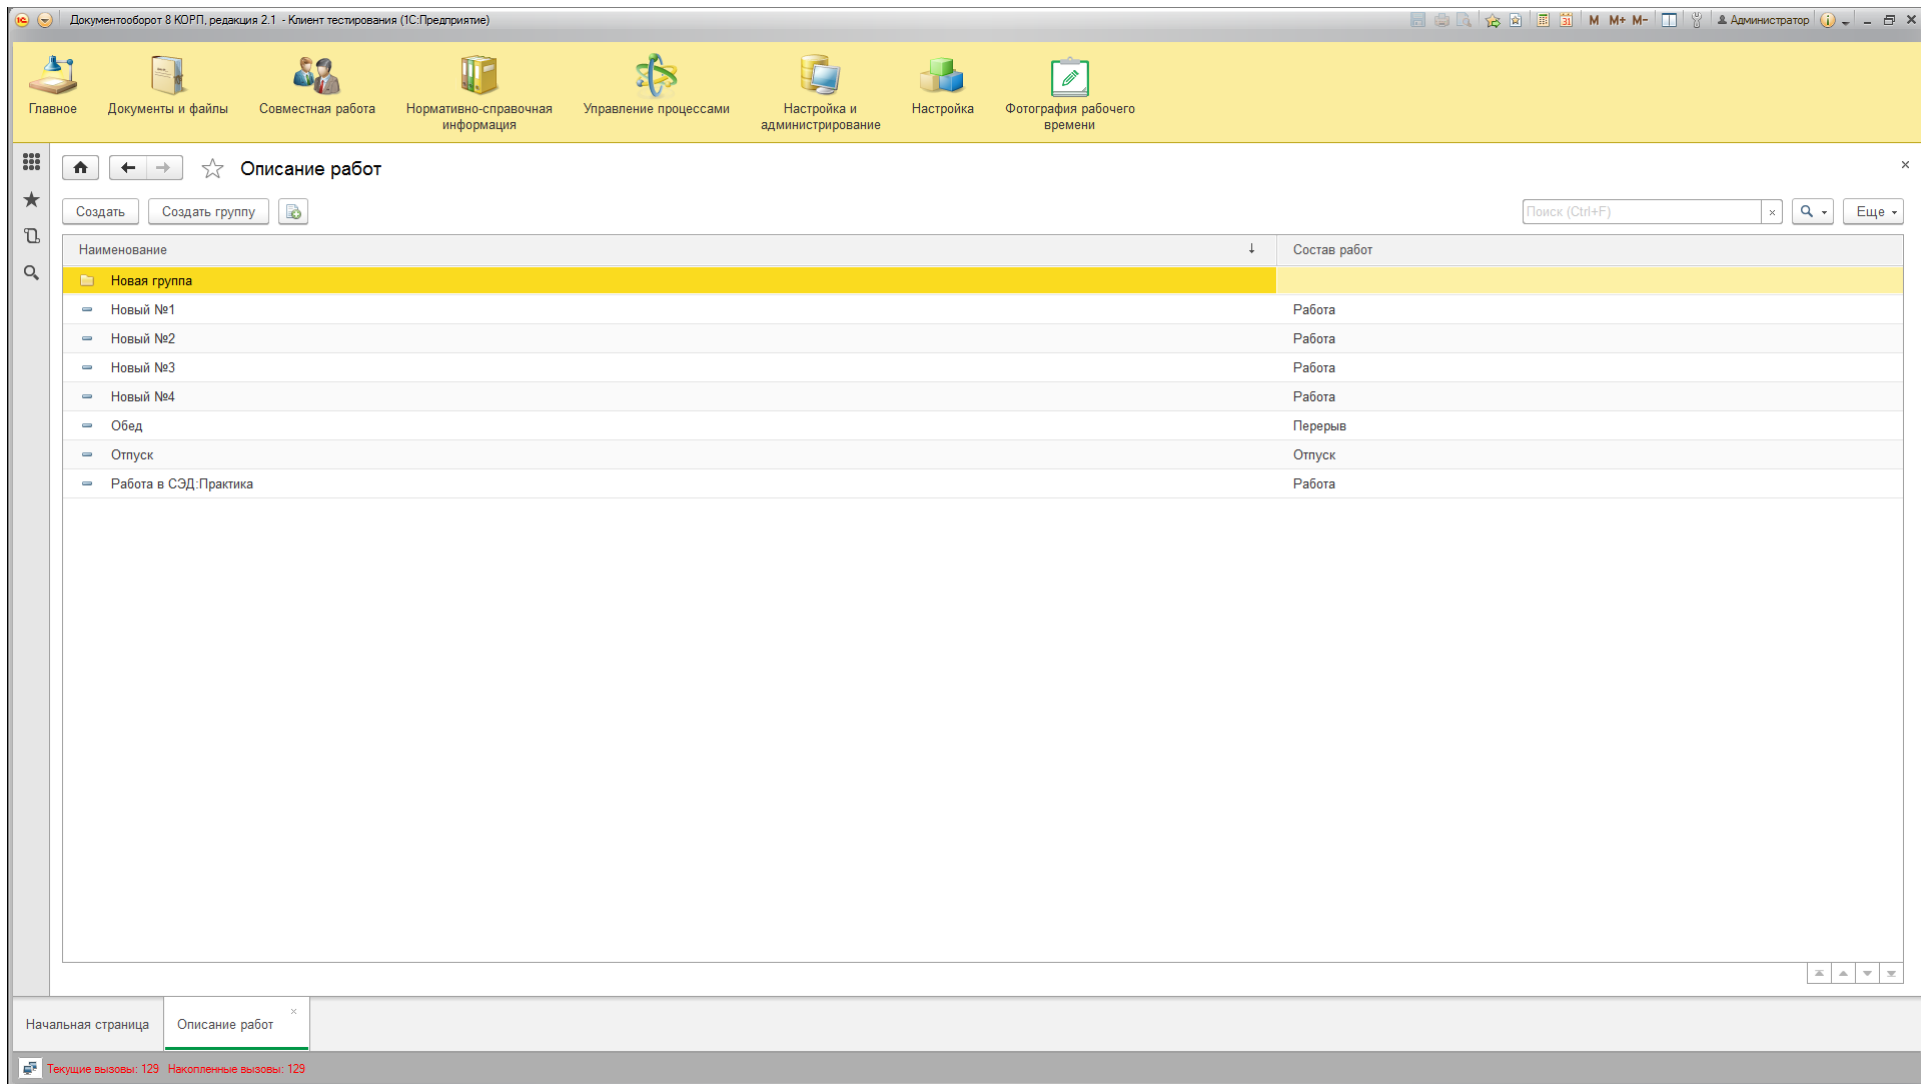 Документооборот 8 КОРП, редакция 2.1 - Клиент тестирования (1С:Предприятие)
31 M M+ M- Администратор
Главное
Документы и файлы
Совместная работа
Нормативно-справочная
информация
Управление процессами
Настройка и
администрирование
Настройка
Фотография рабочего
времени
Описание работ
Создать Создать группу Поиск (Ctrl+F) Еще
Наименование Состав работ
Новая группа
Новый №1 Работа
Новый №2 Работа
Новый №3 Работа
Новый №4 Работа
Обед Перерыв
Отпуск Отпуск
Работа в СЭД:Практика Работа
Начальная страница Описание работ
Текущие вызовы: 129 Накопленные вызовы: 129